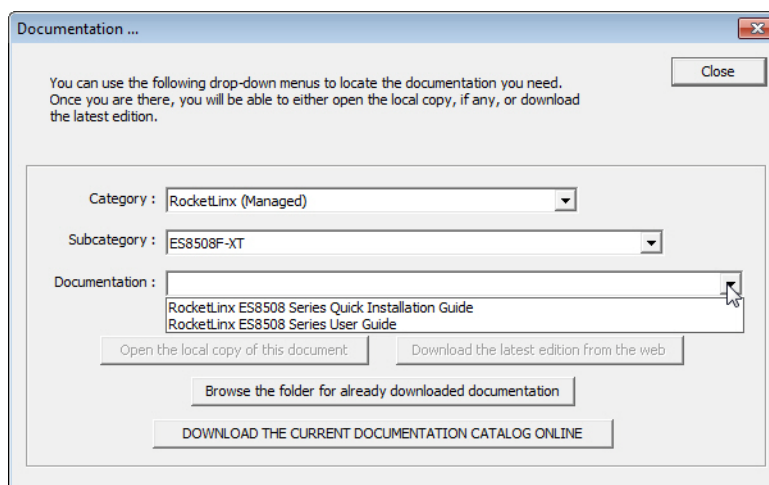 Documentation ...
Close
You can use the following drop-down menus to locate the documentation you need.
Once you are there, you will be able to either open the local copy, if any, or download
the latest edition.
Category : RocketLinx (Managed)
Subcategory : ES8508F-XT
Documentation :
RocketLinx ES8508 Series Quick Installation Guide
RocketLinx ES8508 Series User Guide
Open the local copy of this document Download the latest edition from the web
Browse the folder for already downloaded documentation
DOWNLOAD THE CURRENT DOCUMENTATION CATALOG ONLINE